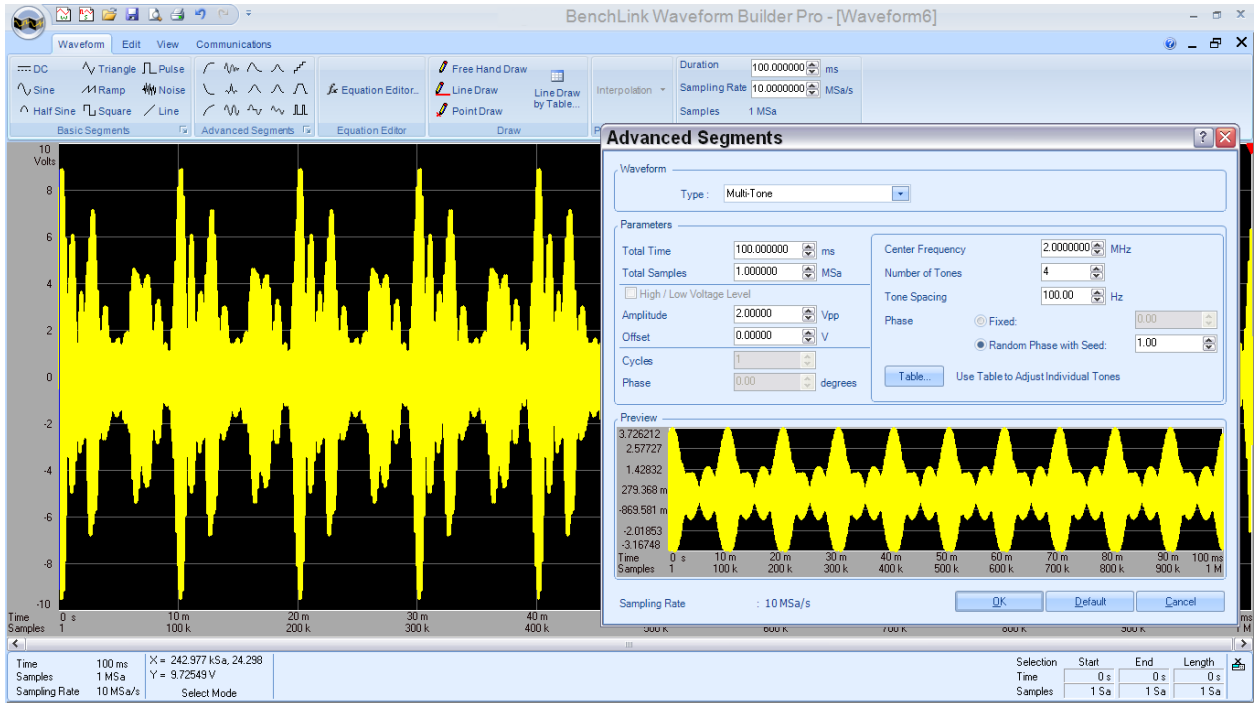 BenchLink Waveform Builder Pro - [Waveform6]
Waveform Edit View Communications
DC Triangle Pulse
Sine Ramp Noise
Half Sine Square Line
Basic Segments
Advanced Segments
fx Equation Editor...
Equation Editor
Free Hand Draw
Line Draw
Point Draw
Line Draw
by Table...
Draw
Interpolation
Duration 100.000000 ms
Sampling Rate 10.0000000 MSa/s
Samples 1 MSa
10
Volts
8
6
4
2
0
-2
-4
-6
-8
-10
Time 0 s 10 m 20 m 30 m 40 m ms
Samples 1 100 k 200 k 300 k 400 k 500 k 600 k 700 k 800 k 900 k 1 M
Advanced Segments
Waveform
Type : Multi-Tone
Parameters
Total Time 100.000000 ms
Total Samples 1.000000 MSa
High / Low Voltage Level
Amplitude 2.00000 Vpp
Offset 0.00000 V
Cycles 1
Phase 0.00 degrees
Center Frequency 2.0000000 MHz
Number of Tones 4
Tone Spacing 100.00 Hz
Phase Fixed: 0.00
Random Phase with Seed: 1.00
Table... Use Table to Adjust Individual Tones
Preview
3.726212
2.57727
1.42832
279.368 m
-869.581 m
-2.01853
-3.16748
Time 0 s 10 m 20 m 30 m 40 m 50 m 60 m 70 m 80 m 90 m 100 ms
Samples 1 100 k 200 k 300 k 400 k 500 k 600 k 700 k 800 k 900 k 1 M
Sampling Rate : 10 MSa/s
OK Default Cancel
Time 100 ms
Samples 1 MSa
Sampling Rate 10 MSa/s
X = 242.977 kSa, 24.298
Y = 9.72549 V
Select Mode
Selection Start End Length
Time 0 s 0 s 0 s
Samples 1 Sa 1 Sa 1 Sa